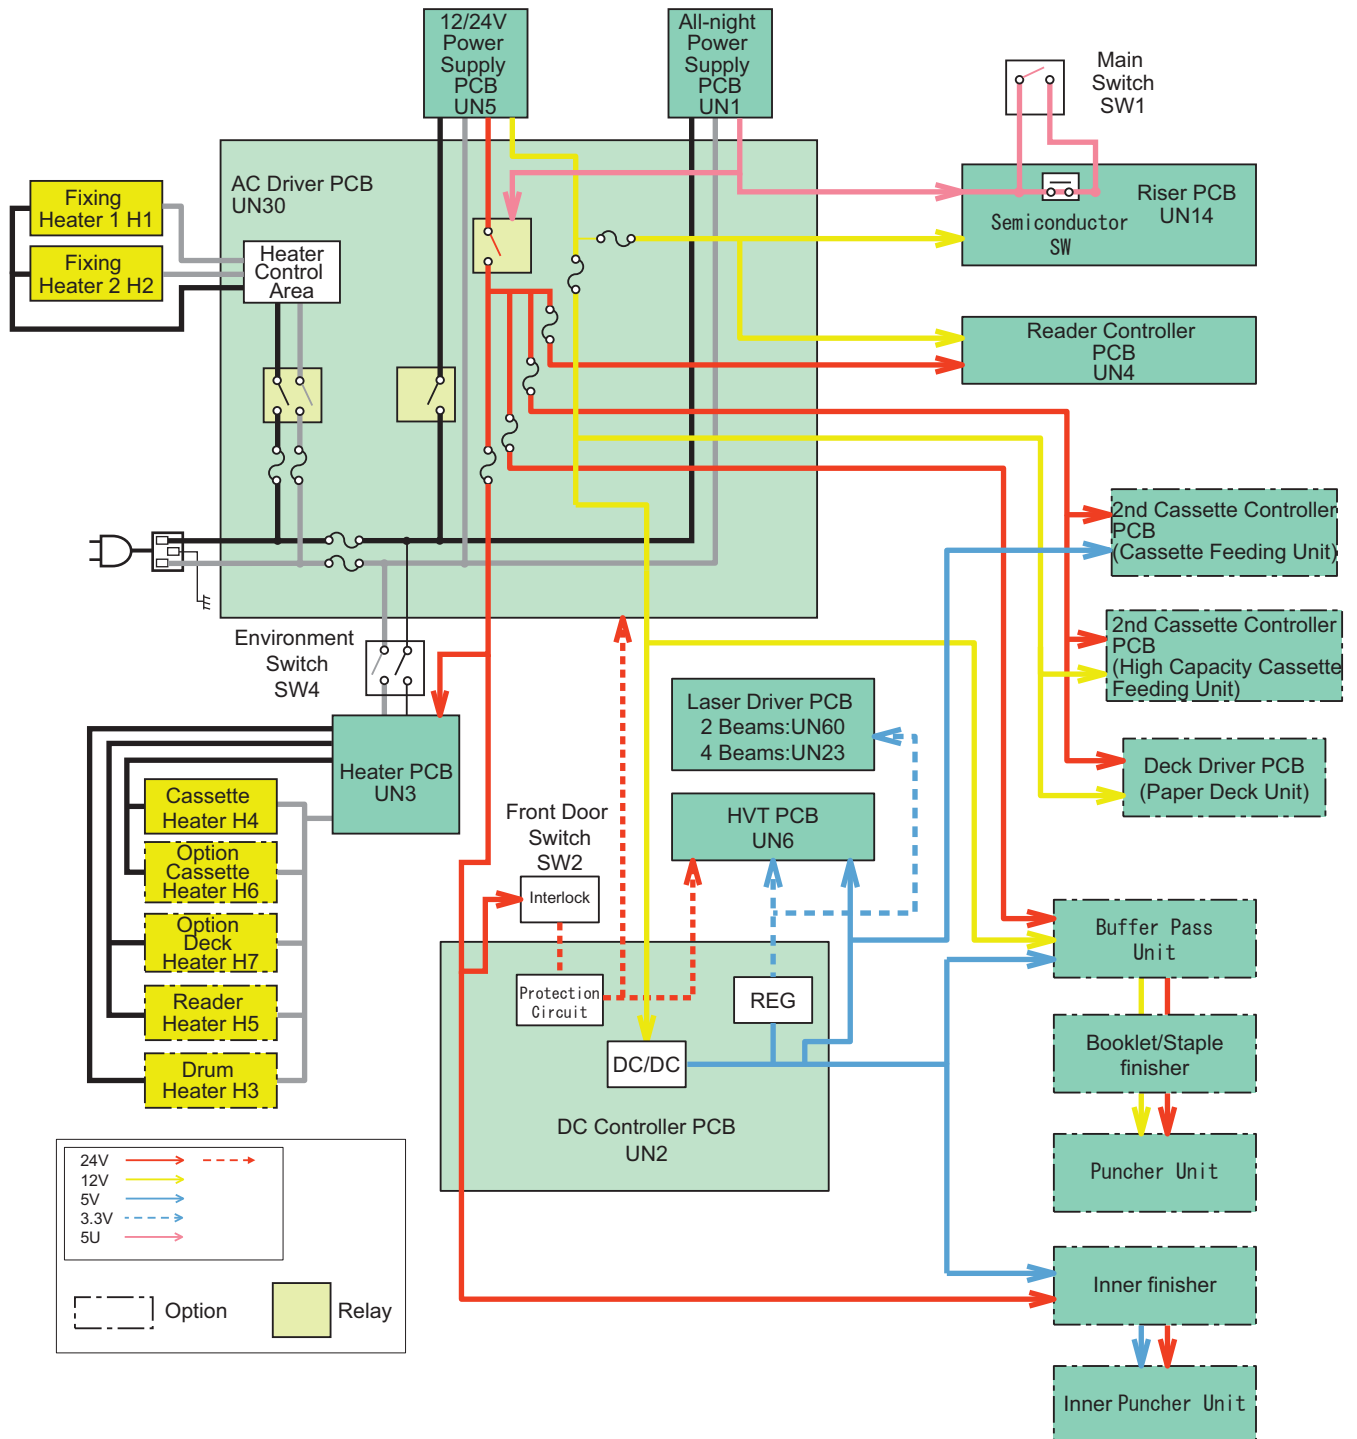 12/24V
Power
Supply
PCB
UN5
All-night
Power
Supply
PCB
UN1
Main
Switch
SW1
AC Driver PCB
UN30
Fixing
Heater 1 H1
Fixing
Heater 2 H2
Heater
Control
Area
Riser PCB
UN14
Semiconductor
SW
Reader Controller
PCB
UN4
2nd Cassette Controller
PCB
(Cassette Feeding Unit)
2nd Cassette Controller
PCB
(High Capacity Cassette
Feeding Unit)
Deck Driver PCB
(Paper Deck Unit)
Environment
Switch
SW4
Heater PCB
UN3
Laser Driver PCB
2 Beams:UN60
4 Beams:UN23
HVT PCB
UN6
Front Door
Switch
SW2
Interlock
Cassette
Heater H4
Option
Cassette
Heater H6
Option
Deck
Heater H7
Reader
Heater H5
Drum
Heater H3
Protection
Circuit
REG
DC/DC
DC Controller PCB
UN2
Buffer Pass
Unit
Booklet/Staple
finisher
Puncher Unit
Inner finisher
Inner Puncher Unit
24V
12V
5V
3.3V
5U
Option
Relay